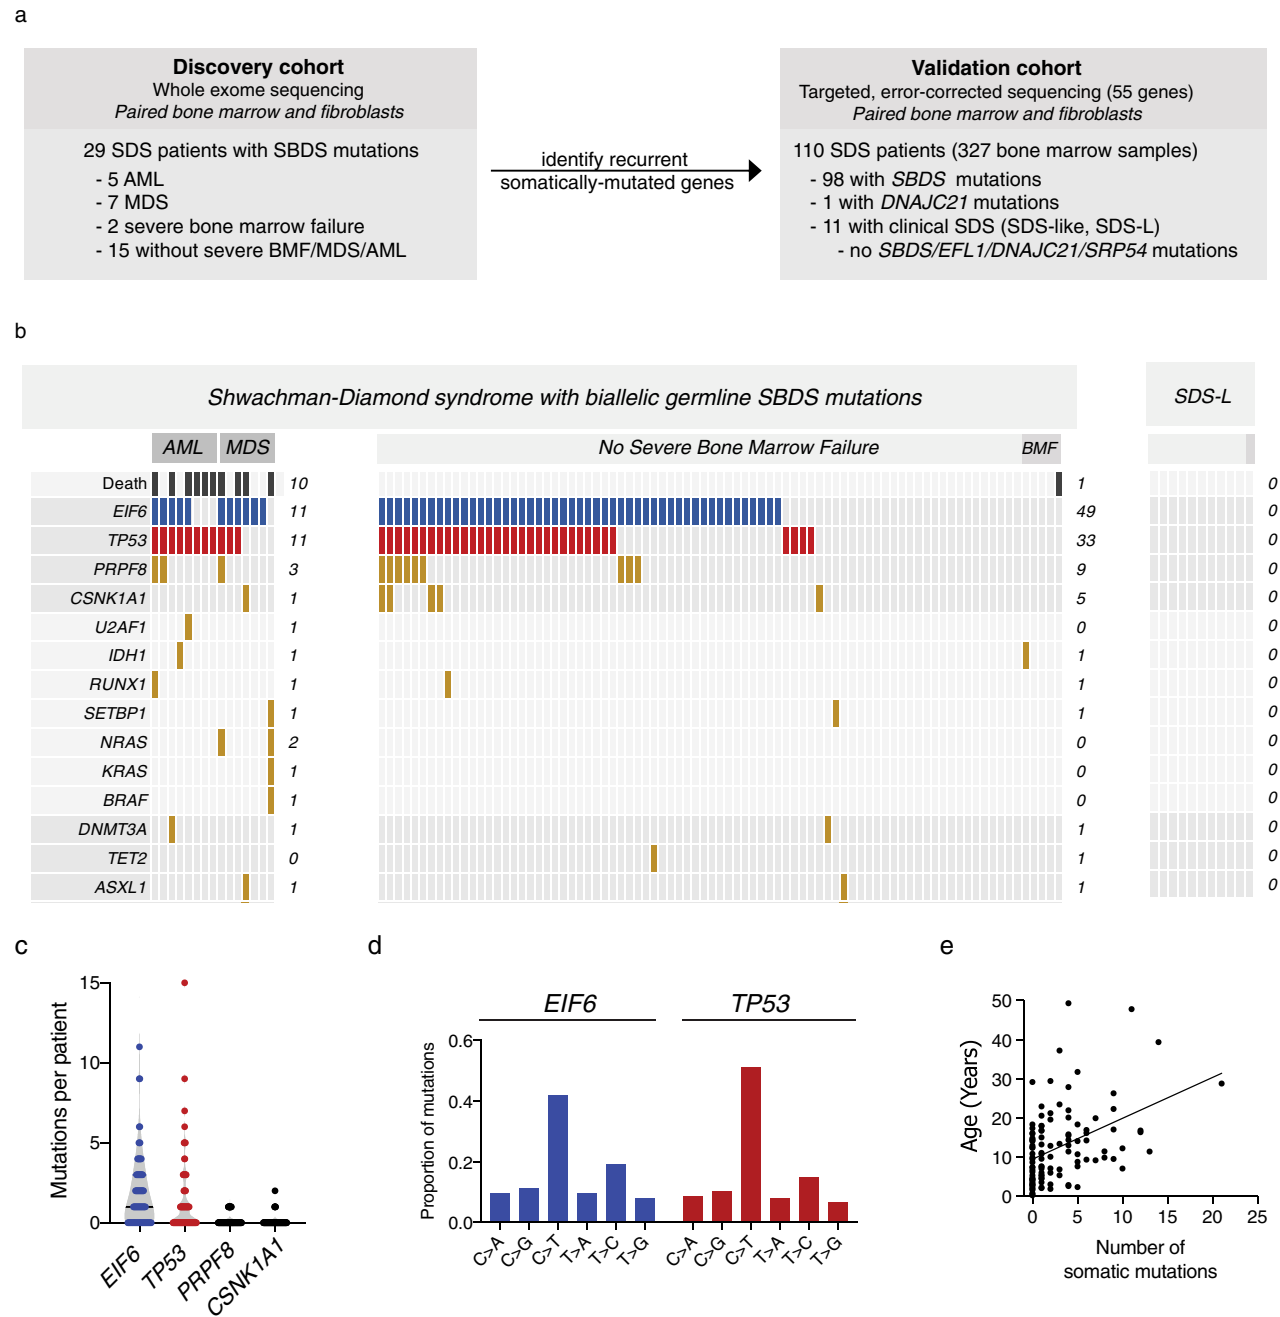 a
Discovery cohort
Whole exome sequencing
Paired bone marrow and fibroblasts
29 SDS patients with SBDS mutations
- 5 AML
- 7 MDS
- 2 severe bone marrow failure
- 15 without severe BMF/MDS/AML
identify recurrent
somatically-mutated genes
Validation cohort
Targeted, error-corrected sequencing (55 genes)
Paired bone marrow and fibroblasts
110 SDS patients (327 bone marrow samples)
- 98 with SBDS mutations
- 1 with DNAJC21 mutations
- 11 with clinical SDS (SDS-like, SDS-L)
- no SBDS/EFL1/DNAJC21/SRP54 mutations
b
Shwachman-Diamond syndrome with biallelic germline SBDS mutations
SDS-L
AML MDS No Severe Bone Marrow Failure BMF
Death 10 1 0
EIF6 11 49 0
TP53 11 33 0
PRPF8 3 9 0
CSNK1A1 1 5 0
U2AF1 1 0 0
IDH1 1 1 0
RUNX1 1 1 0
SETBP1 1 1 0
NRAS 2 0 0
KRAS 1 0 0
BRAF 1 0 0
DNMT3A 1 1 0
TET2 0 1 0
ASXL1 1 1 0
c
Mutations per patient
15
10
5
0
EIF6 TP53 PRPF8 CSNK1A1
d
EIF6 TP53
Proportion of mutations
0.6
0.4
0.2
0.0
C>A C>G C>T T>A T>C T>G C>A C>G C>T T>A T>C T>G
e
Age (Years)
50
40
30
20
10
0
0 5 10 15 20 25
Number of
somatic mutations